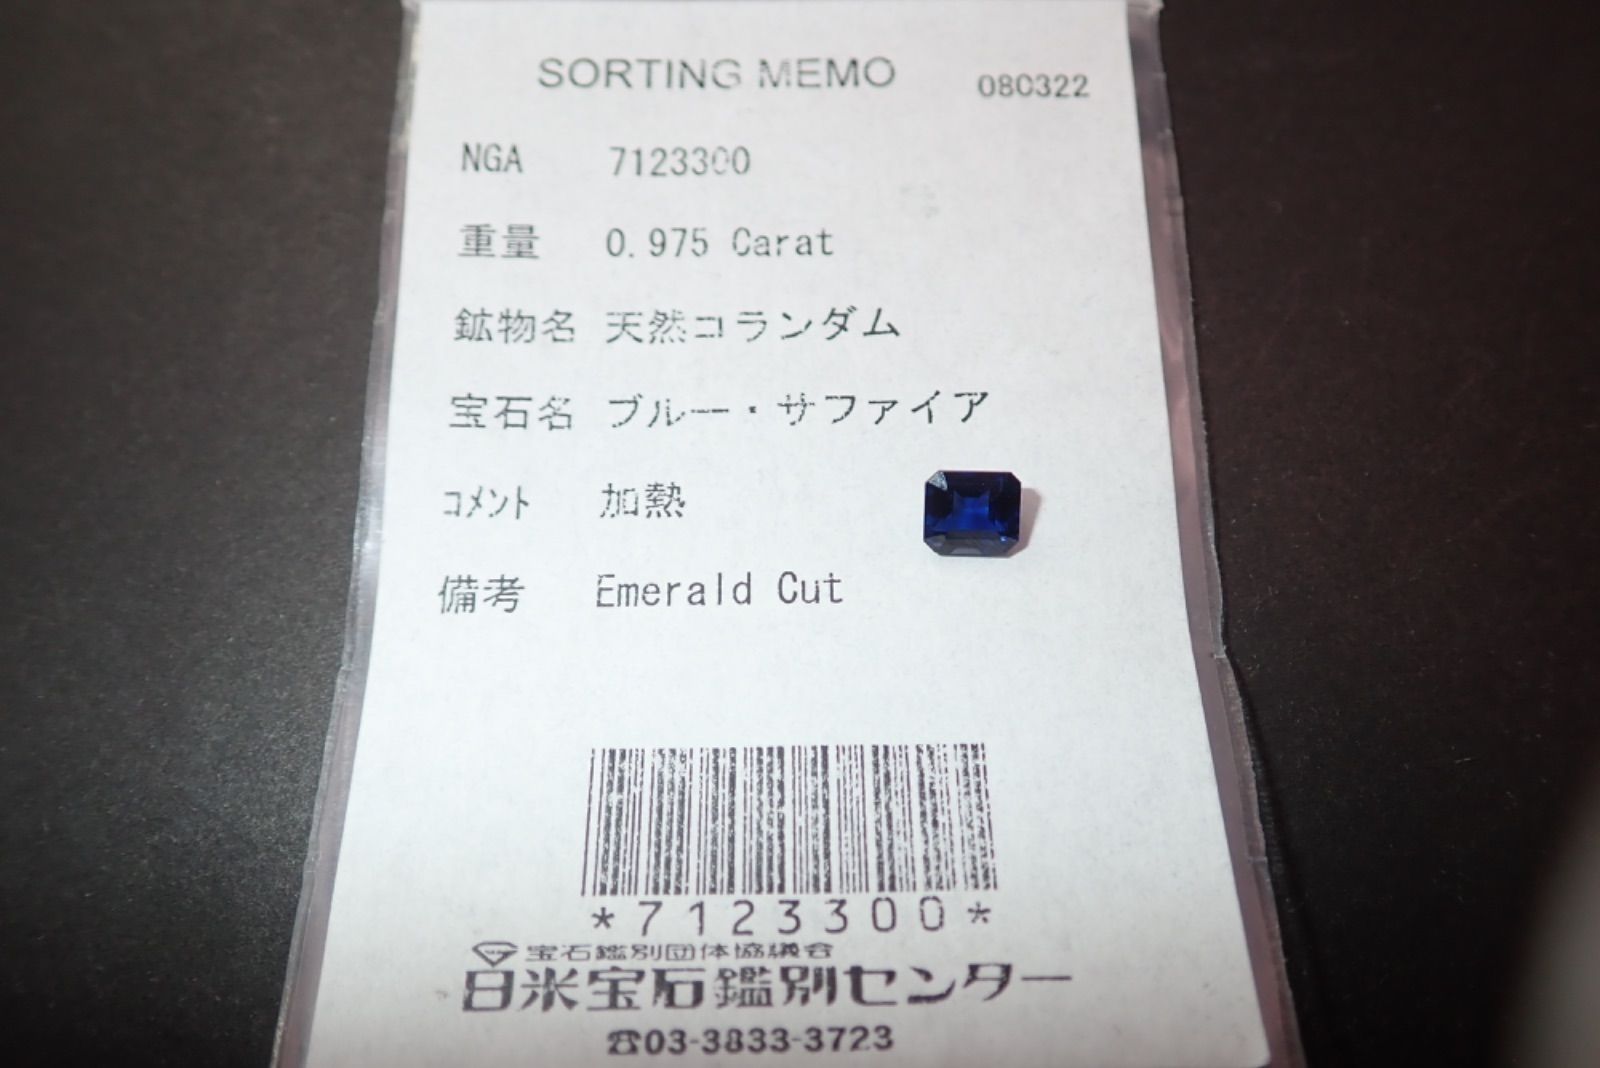 SORTING MEMO 080322
NGA 7123300
重量 0.975 Carat
鉱物名 天然コランダム
宝石名 ブルー・サファイア
コメント 加熱
備考 Emerald Cut
*7123300*
宝石鑑別団体協議会
日米宝石鑑別センター
☎03-3833-3723